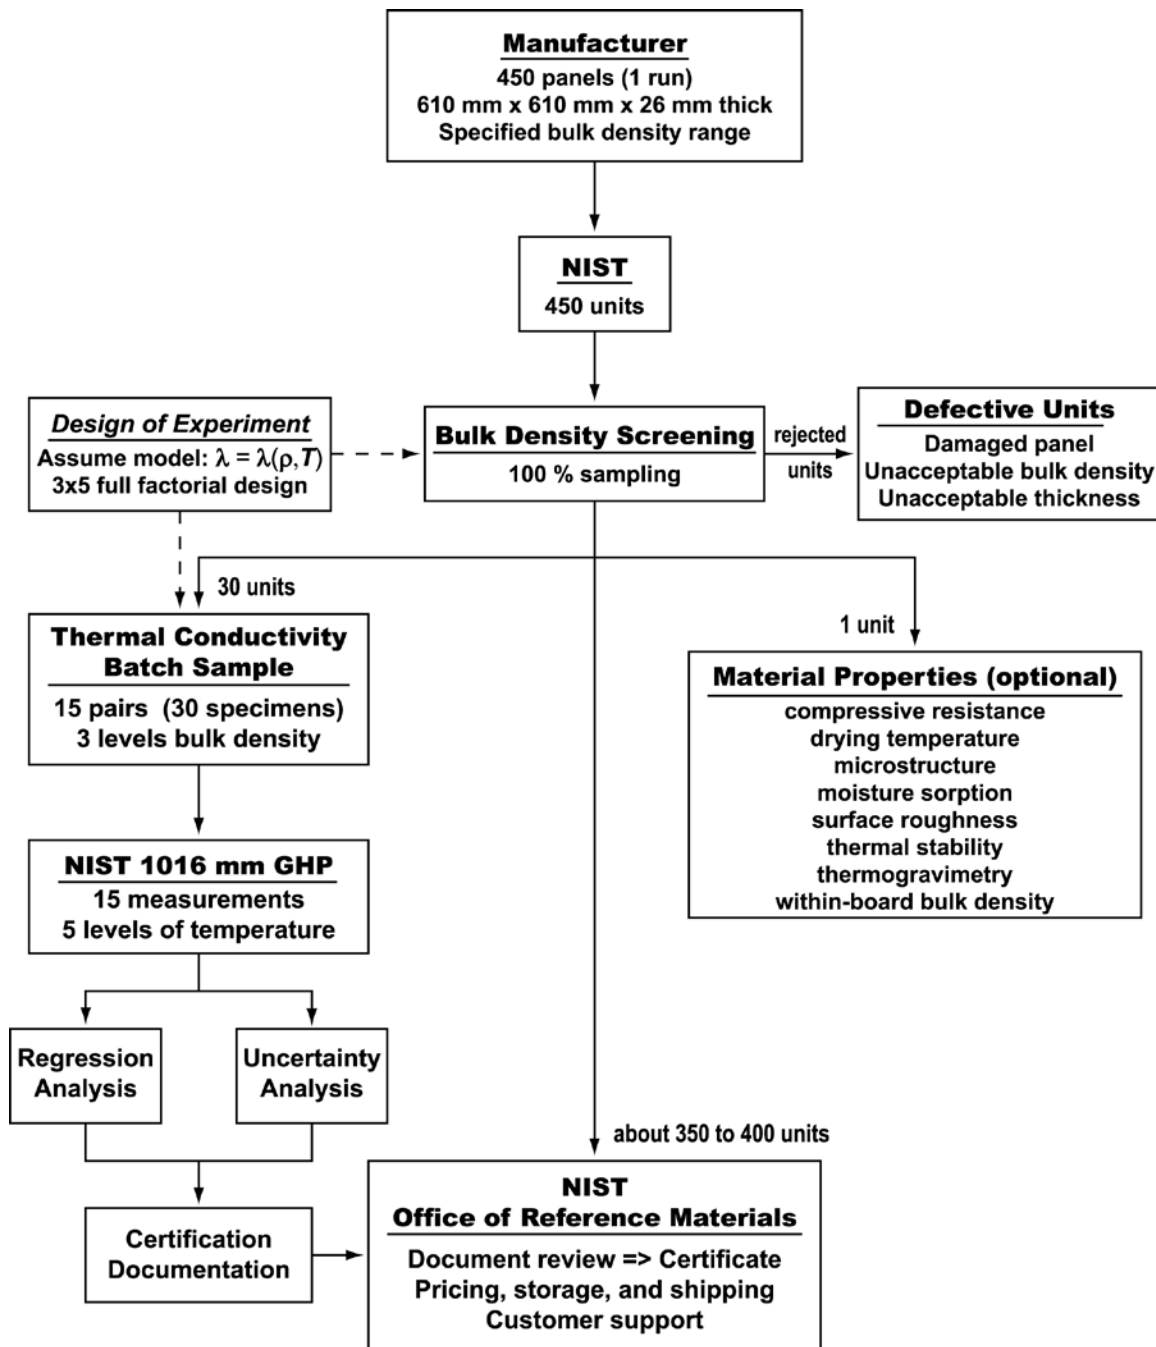 Manufacturer
450 panels (1 run)
610 mm x 610 mm x 26 mm thick
Specified bulk density range
NIST
450 units
Design of Experiment
Assume model: λ = λ(ρ,T)
3x5 full factorial design
Bulk Density Screening
100 % sampling
rejected
units
Defective Units
Damaged panel
Unacceptable bulk density
Unacceptable thickness
30 units
Thermal Conductivity
Batch Sample
15 pairs (30 specimens)
3 levels bulk density
1 unit
Material Properties (optional)
compressive resistance
drying temperature
microstructure
moisture sorption
surface roughness
thermal stability
thermogravimetry
within-board bulk density
NIST 1016 mm GHP
15 measurements
5 levels of temperature
Regression
Analysis
Uncertainty
Analysis
about 350 to 400 units
Certification
Documentation
NIST
Office of Reference Materials
Document review => Certificate
Pricing, storage, and shipping
Customer support